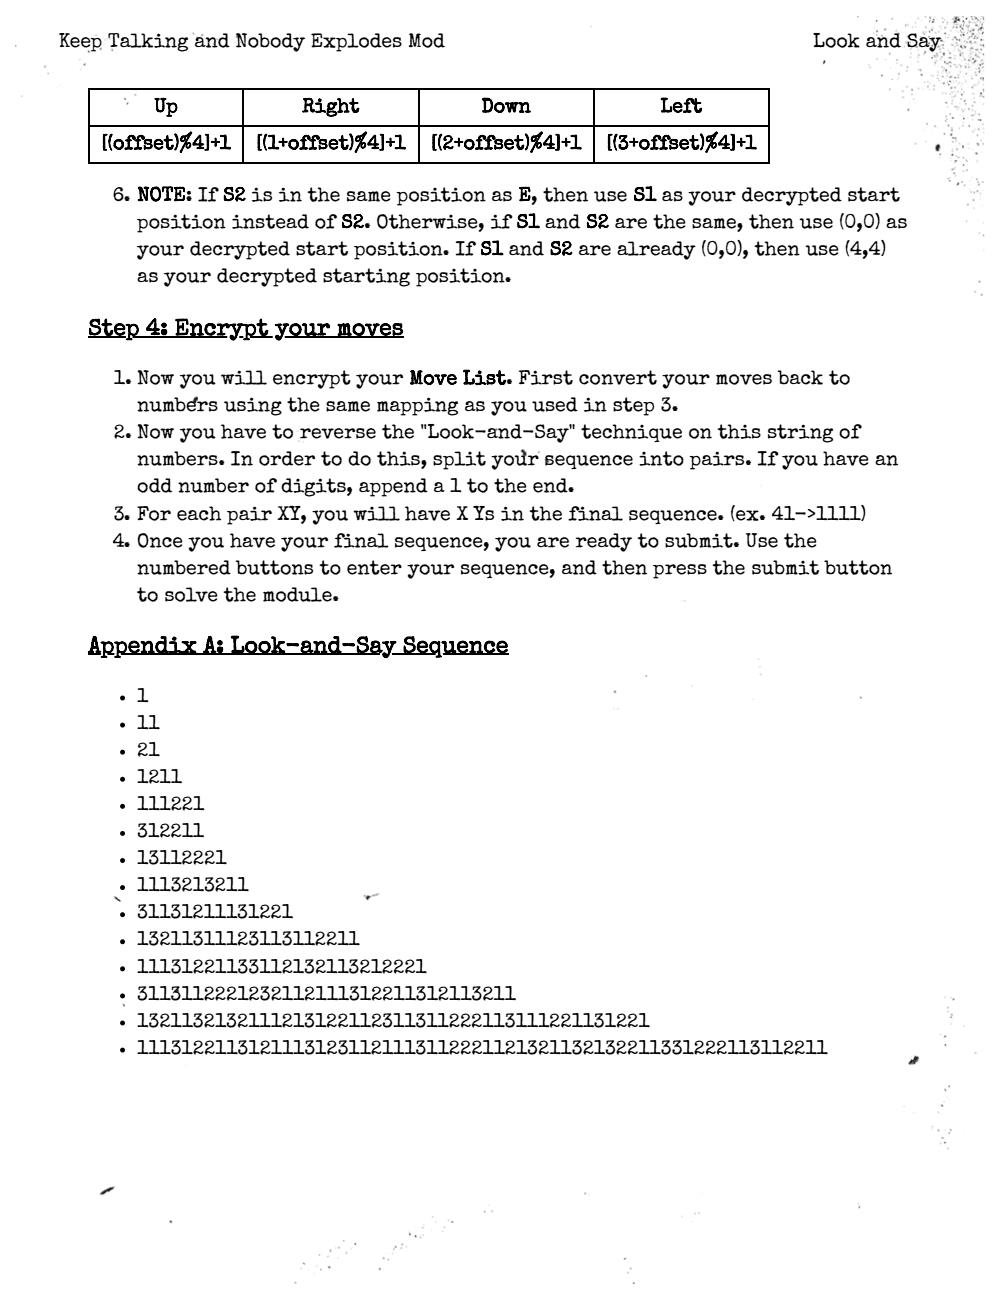 Keep Talking and Nobody Explodes Mod Look and Say
Up Right Down Left
[(offset)%4]+1 [(1+offset)%4]+1 [(2+offset)%4]+1 [(3+offset)%4]+1
6. NOTE: If S2 is in the same position as E, then use S1 as your decrypted start
position instead of S2. Otherwise, if S1 and S2 are the same, then use (0,0) as
your decrypted start position. If S1 and S2 are already (0,0), then use (4,4)
as your decrypted starting position.
Step 4: Encrypt your moves
1. Now you will encrypt your Move List. First convert your moves back to
numbers using the same mapping as you used in step 3.
2. Now you have to reverse the "Look-and-Say" technique on this string of
numbers. In order to do this, split your sequence into pairs. If you have an
odd number of digits, append a 1 to the end.
3. For each pair XY, you will have X Ys in the final sequence. (ex. 41->1111)
4. Once you have your final sequence, you are ready to submit. Use the
numbered buttons to enter your sequence, and then press the submit button
to solve the module.
Appendix A: Look-and-Say Sequence
• 1
• 11
• 21
• 1211
• 111221
• 312211
• 13112221
• 1113213211
• 31131211131221
• 13211311123113112211
• 11131221133112132113212221
• 3113112221232112111312211312113211
• 1321132132111213122112311311222113111221131221
• 11131221131211131231121113112221121321132132211331222113112211